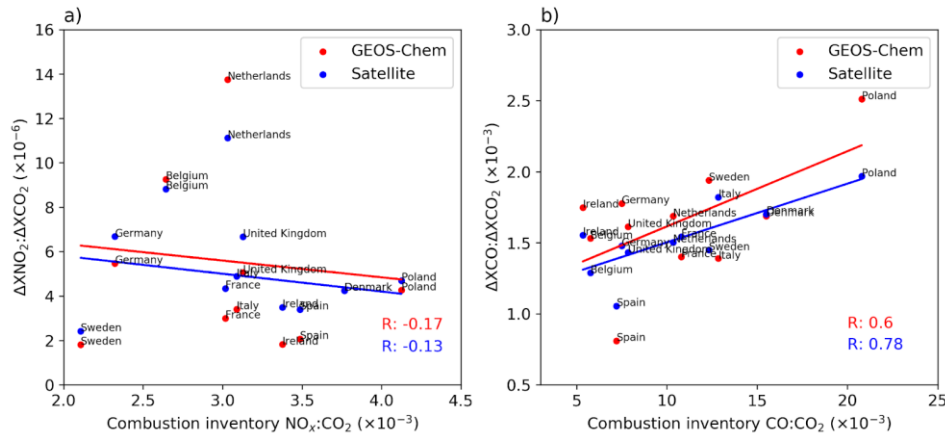 a)
16
14
12
10
8
6
4
2
0
ΔXNO₂:ΔXCO₂ (×10⁻⁶)
GEOS-Chem
Satellite
Netherlands
Netherlands
Belgium
Belgium
Germany
United Kingdom
Germany
United Kingdom
Italy
Poland
France
Denmark
Poland
Ireland
Spain
Italy
France
Sweden
Sweden
Ireland
Spain
R: -0.17
R: -0.13
2.0 2.5 3.0 3.5 4.0 4.5
Combustion inventory NOₓ:CO₂ (×10⁻³)
b)
3.0
2.5
2.0
1.5
1.0
0.5
ΔXCO:ΔXCO₂ (×10⁻³)
GEOS-Chem
Satellite
Poland
Poland
Sweden
Ireland
Germany
Italy
Netherlands
Denmark
Denmark
United Kingdom
Ireland
Belgium
France
Netherlands
Germany
United Kingdom
Sweden
France
Italy
Belgium
Spain
Spain
R: 0.6
R: 0.78
5 10 15 20 25
Combustion inventory CO:CO₂ (×10⁻³)